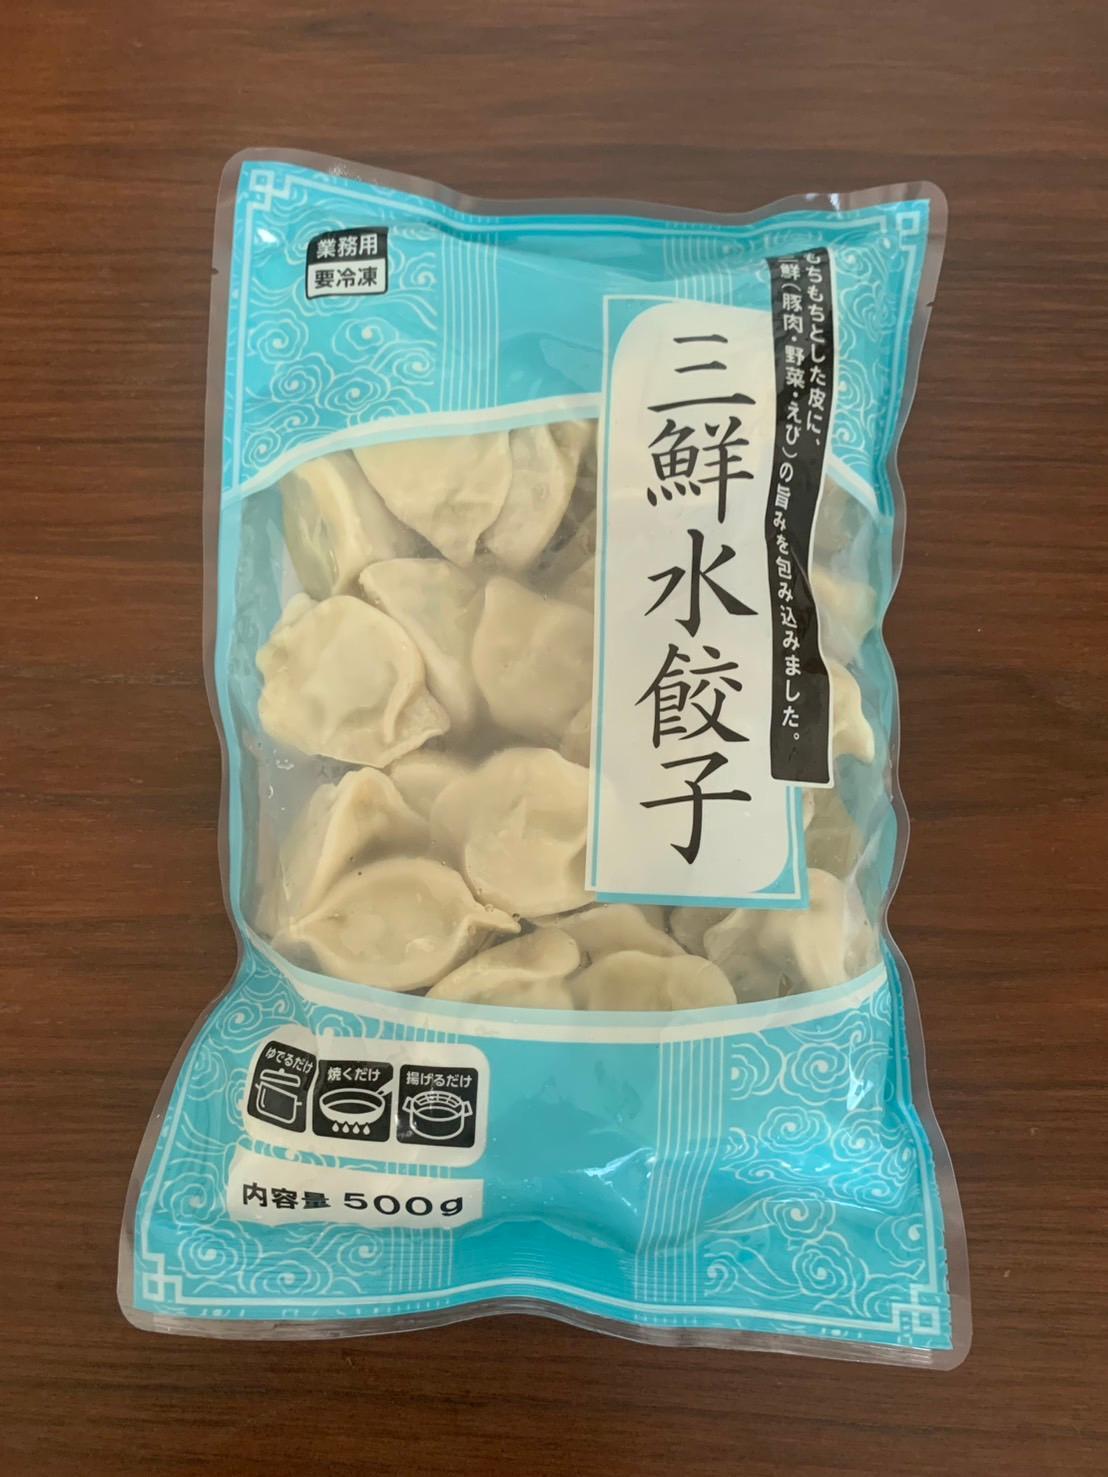 業務用
要冷凍
もちもちとした皮に、
三鮮(豚肉・野菜・えび)の旨みを包み込みました。
三鮮水餃子
ゆでるだけ
焼くだけ
揚げるだけ
内容量 500g